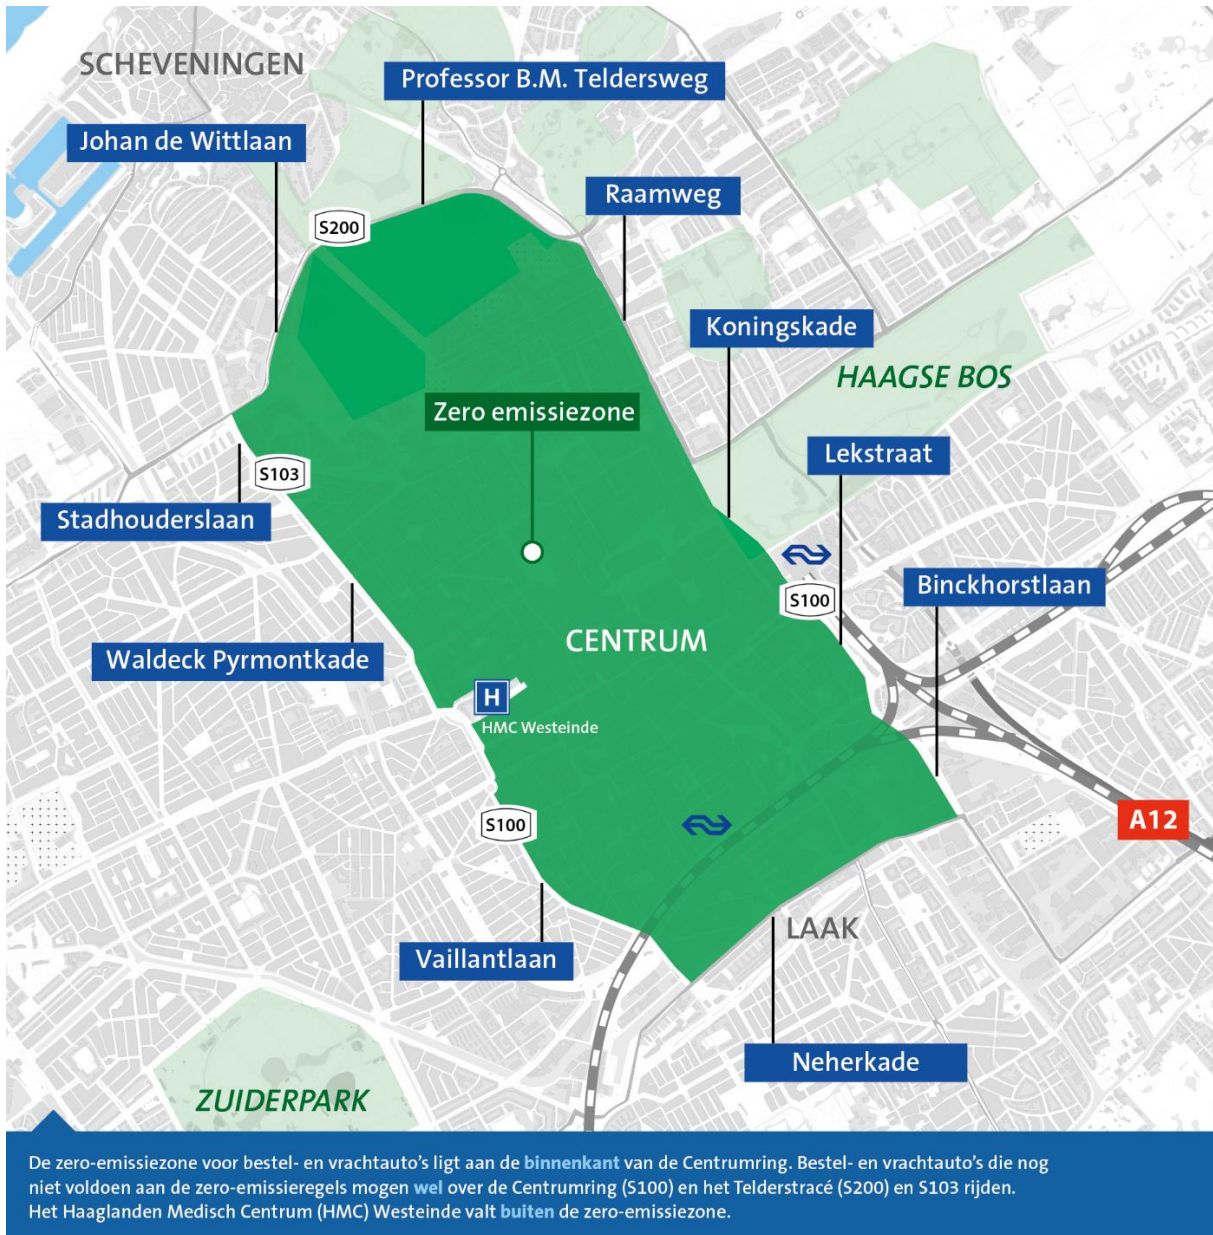 SCHEVENINGEN
Professor B.M. Teldersweg
Johan de Wittlaan
Raamweg
S200
Koningskade
HAAGSE BOS
Zero emissiezone
Lekstraat
S103
Stadhouderslaan
Binckhorstlaan
S100
CENTRUM
Waldeck Pyrmontkade
H
HMC Westeinde
A12
S100
LAAK
Vaillantlaan
Neherkade
ZUIDERPARK
De zero-emissiezone voor bestel- en vrachtauto's ligt aan de binnenkant van de Centrumring. Bestel- en vrachtauto's die nog
niet voldoen aan de zero-emissieregels mogen wel over de Centrumring (S100) en het Telderstracé (S200) en S103 rijden.
Het Haaglanden Medisch Centrum (HMC) Westeinde valt buiten de zero-emissiezone.